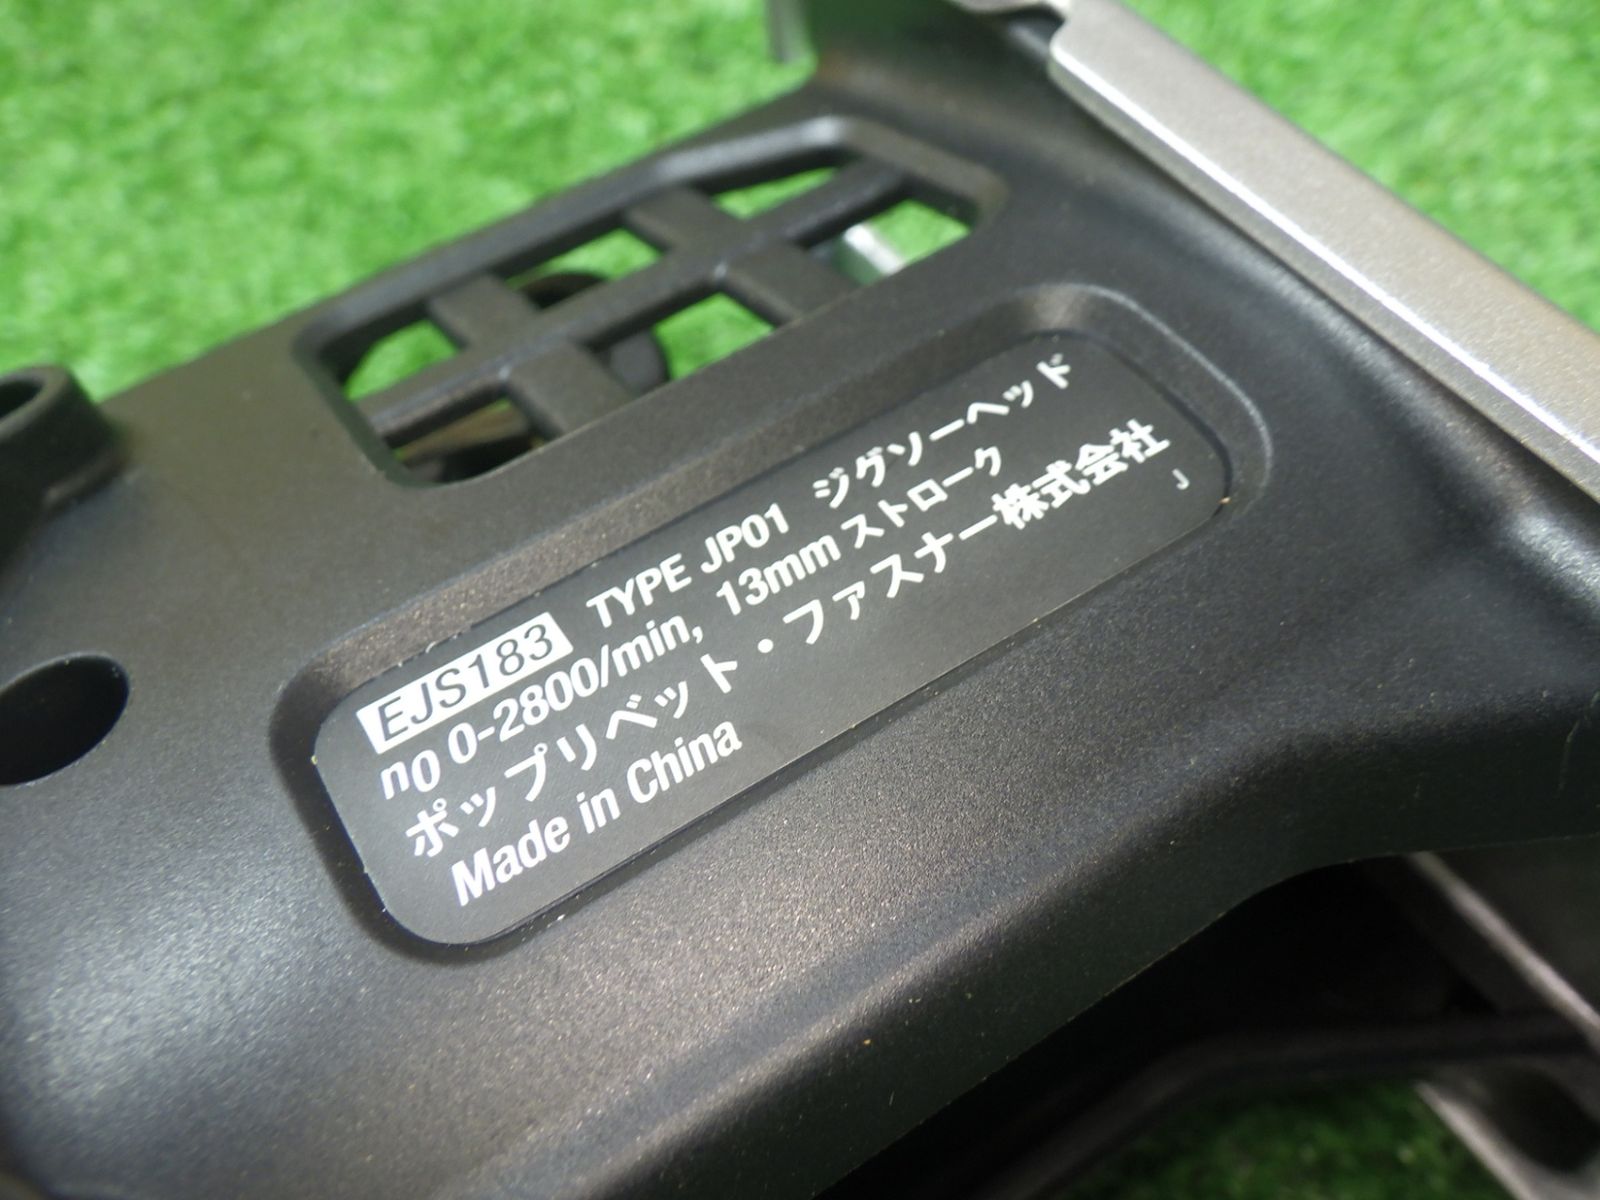 EJS183 TYPE JP01 ジグソーヘッド
no 0-2800/min, 13mm ストローク
ポップリベット・ファスナー株式会社
Made in China J